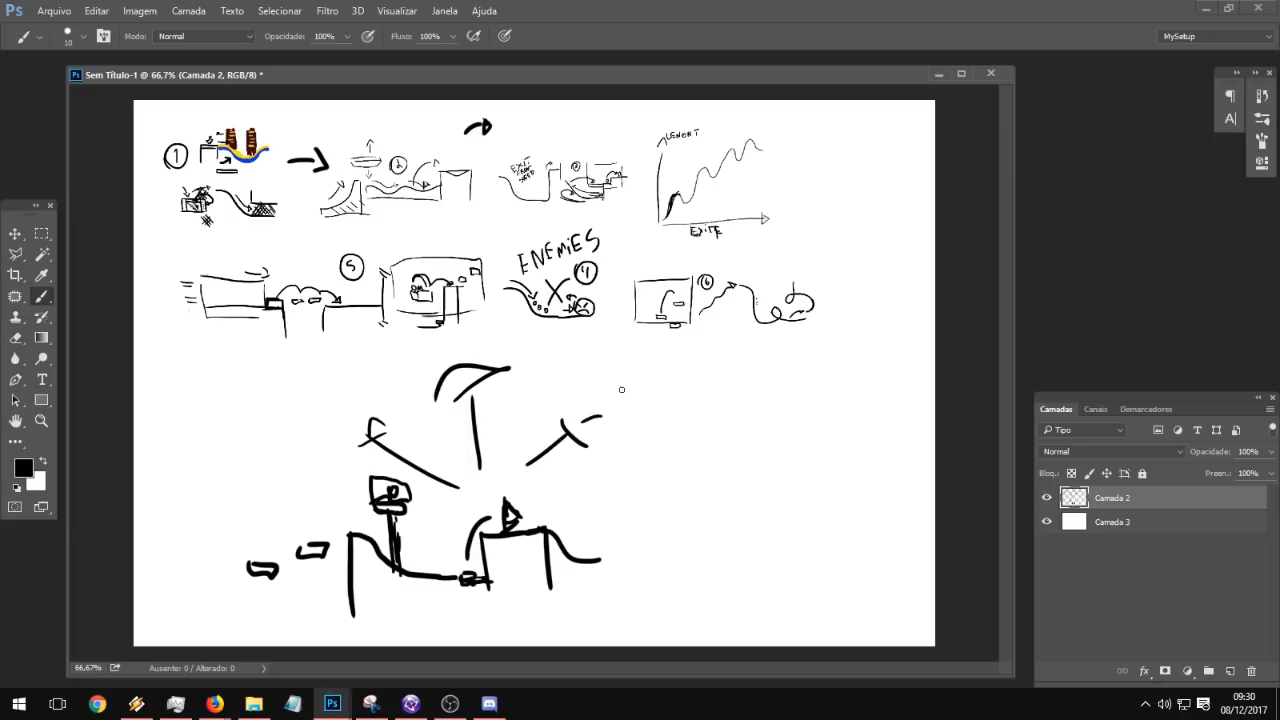 Ps Arquivo Editar Imagem Camada Texto Selecionar Filtro 3D Visualizar Janela Ajuda
10 Modo: Normal Opacidade: 100% Fluxo: 100% MySetup
Ps Sem Título-1 @ 66,7% (Camada 2, RGB/8) *
1
2
EXIT
S
ENEMIES
4
6
Camadas Canais Demarcadores
Tipo
Normal Opacidade: 100%
Bloq.: Preen.: 100%
Camada 2
Camada 3
66,67% Ausente: 0 / Alterado: 0
09:30
08/12/2017